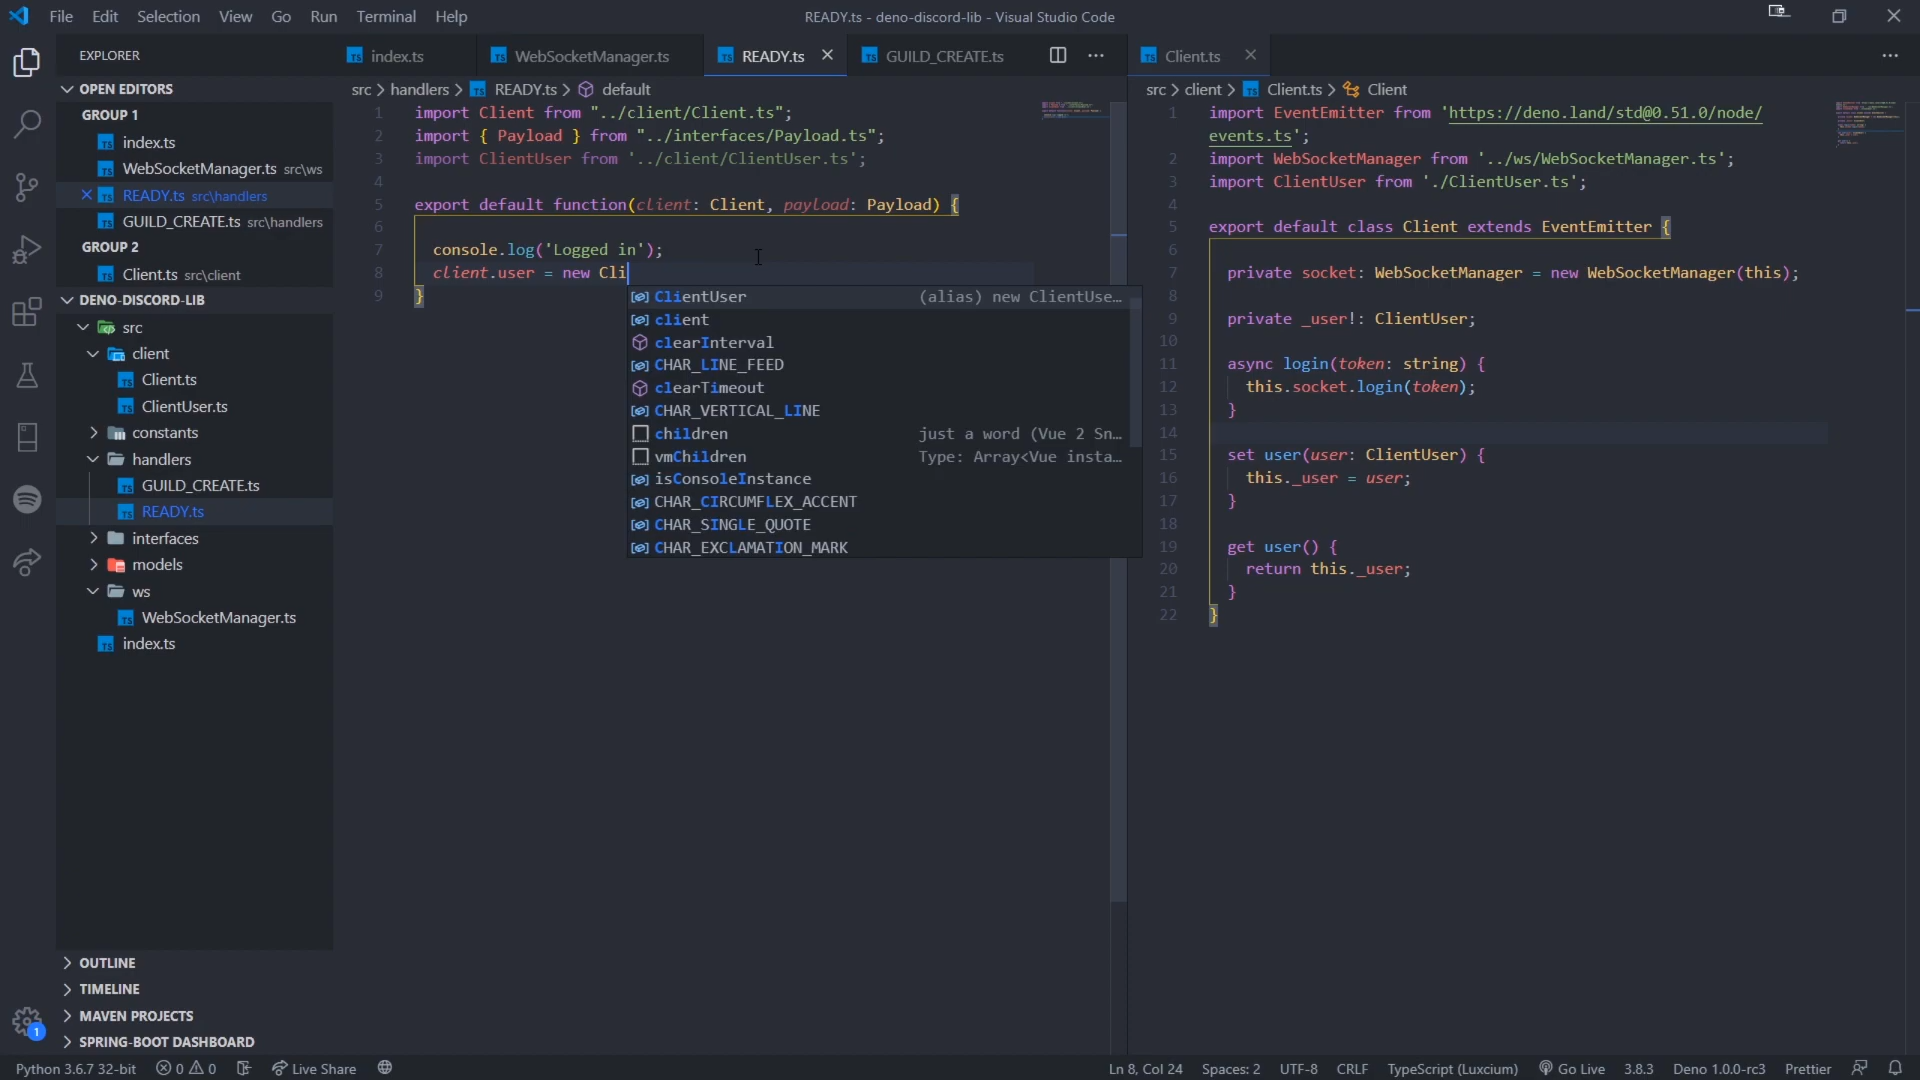 File Edit Selection View Go Run Terminal Help
READY.ts - deno-discord-lib - Visual Studio Code
EXPLORER
OPEN EDITORS
GROUP 1
index.ts
WebSocketManager.ts src\ws
READY.ts src\handlers
GUILD_CREATE.ts src\handlers
GROUP 2
Client.ts src\client
DENO-DISCORD-LIB
src
client
Client.ts
ClientUser.ts
constants
handlers
GUILD_CREATE.ts
READY.ts
interfaces
models
ws
WebSocketManager.ts
index.ts
OUTLINE
TIMELINE
MAVEN PROJECTS
SPRING-BOOT DASHBOARD
index.ts WebSocketManager.ts READY.ts GUILD_CREATE.ts
src > handlers > READY.ts > default
1 import Client from "../client/Client.ts";
2 import { Payload } from "../interfaces/Payload.ts";
3 import ClientUser from '../client/ClientUser.ts';
4
5 export default function(client: Client, payload: Payload) {
6
7 console.log('Logged in');
8 client.user = new Cli
9 }
ClientUser (alias) new ClientUse…
client
clearInterval
CHAR_LINE_FEED
clearTimeout
CHAR_VERTICAL_LINE
children just a word (Vue 2 Sn…
vmChildren Type: Array<Vue insta…
isConsoleInstance
CHAR_CIRCUMFLEX_ACCENT
CHAR_SINGLE_QUOTE
CHAR_EXCLAMATION_MARK
Client.ts
src > client > Client.ts > Client
1 import EventEmitter from 'https://deno.land/std@0.51.0/node/
events.ts';
2 import WebSocketManager from '../ws/WebSocketManager.ts';
3 import ClientUser from './ClientUser.ts';
4
5 export default class Client extends EventEmitter {
6
7 private socket: WebSocketManager = new WebSocketManager(this);
8
9 private _user!: ClientUser;
10
11 async login(token: string) {
12 this.socket.login(token);
13 }
14
15 set user(user: ClientUser) {
16 this._user = user;
17 }
18
19 get user() {
20 return this._user;
21 }
22 }
1
Python 3.6.7 32-bit 0 0 Live Share Ln 8, Col 24 Spaces: 2 UTF-8 CRLF TypeScript (Luxcium) Go Live 3.8.3 Deno 1.0.0-rc3 Prettier